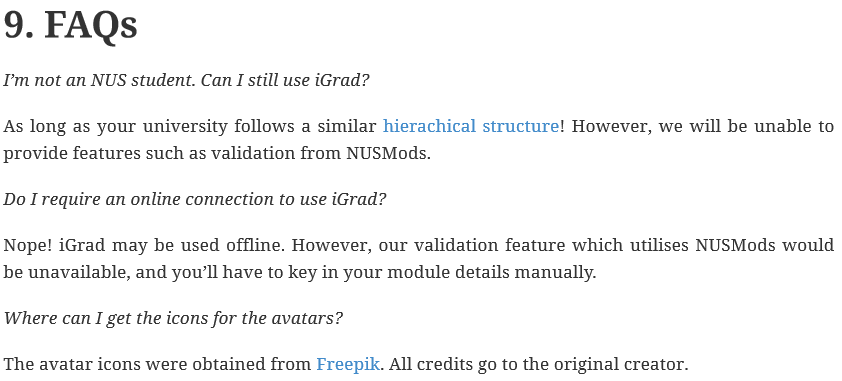 9. FAQs
I’m not an NUS student. Can I still use iGrad?
As long as your university follows a similar hierachical structure! However, we will be unable to
provide features such as validation from NUSMods.
Do I require an online connection to use iGrad?
Nope! iGrad may be used offline. However, our validation feature which utilises NUSMods would
be unavailable, and you’ll have to key in your module details manually.
Where can I get the icons for the avatars?
The avatar icons were obtained from Freepik. All credits go to the original creator.